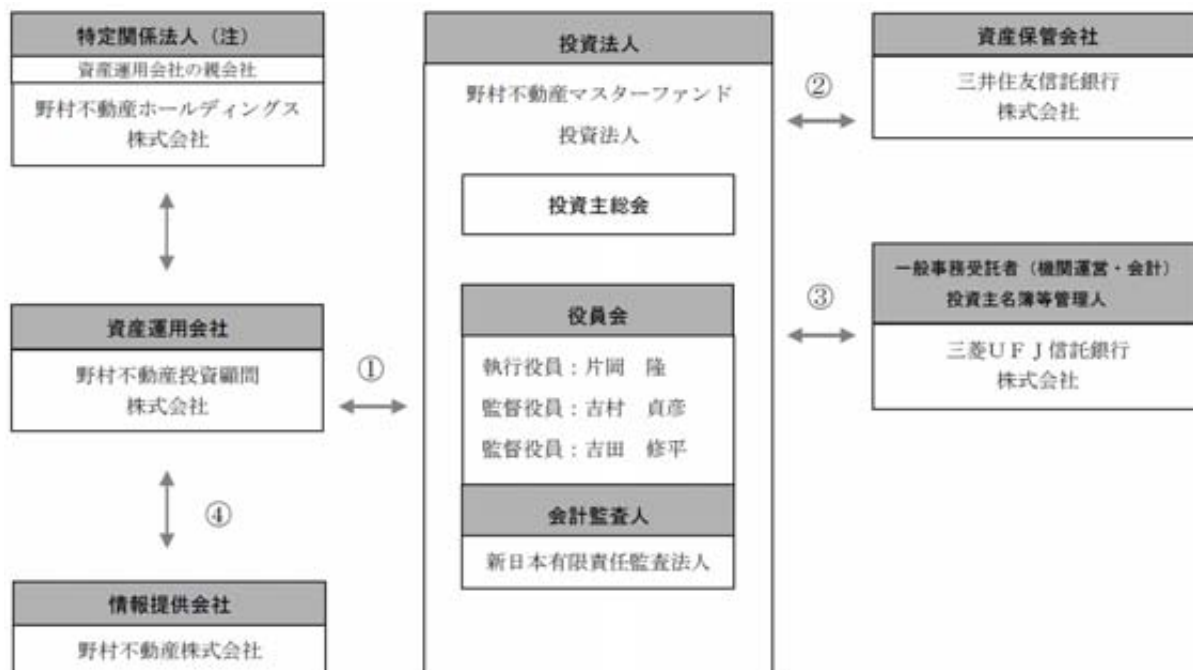 特定関係法人（注）
資産運用会社の親会社
野村不動産ホールディングス
株式会社
資産運用会社
野村不動産投資顧問
株式会社
④
情報提供会社
野村不動産株式会社
①
投資法人
野村不動産マスターファンド
投資法人
投資主総会
役員会
執行役員：片岡　隆
監督役員：吉村　貞彦
監督役員：吉田　修平
会計監査人
新日本有限責任監査法人
②
資産保管会社
三井住友信託銀行
株式会社
③
一般事務受託者（機関運営・会計）
投資主名簿等管理人
三菱ＵＦＪ信託銀行
株式会社